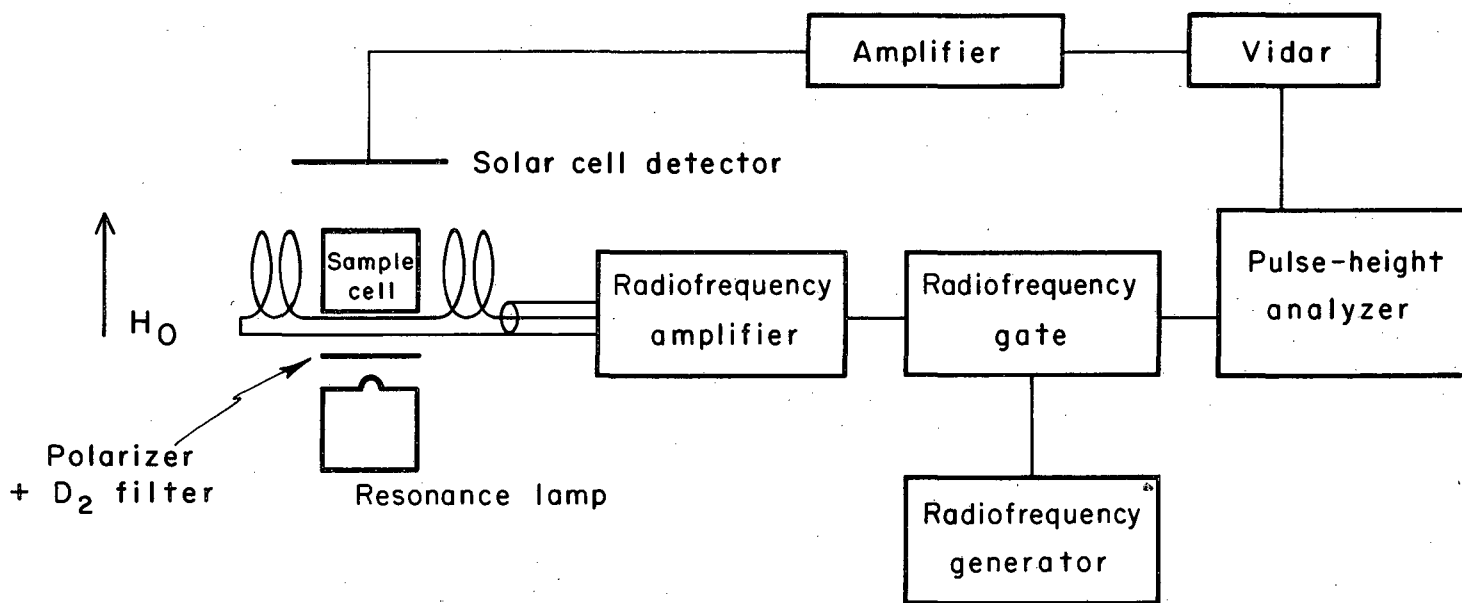 Amplifier
Vidar
Solar cell detector
Sample
cell
H0
Radiofrequency
amplifier
Radiofrequency
gate
Pulse-height
analyzer
Polarizer
+ D2 filter
Resonance lamp
Radiofrequency
generator